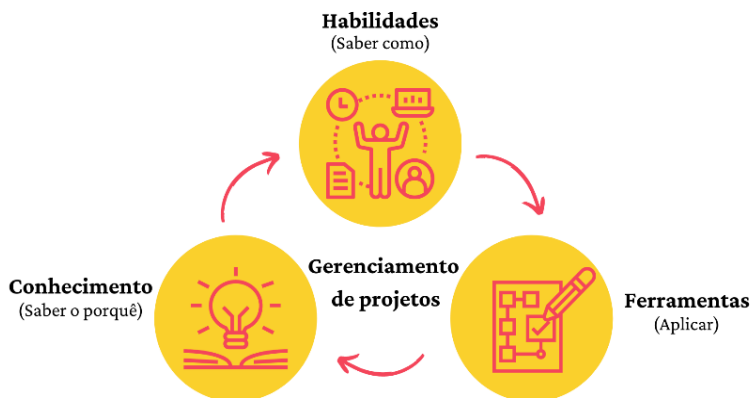 Habilidades
(Saber como)
Conhecimento
(Saber o porquê)
Gerenciamento
de projetos
Ferramentas
(Aplicar)